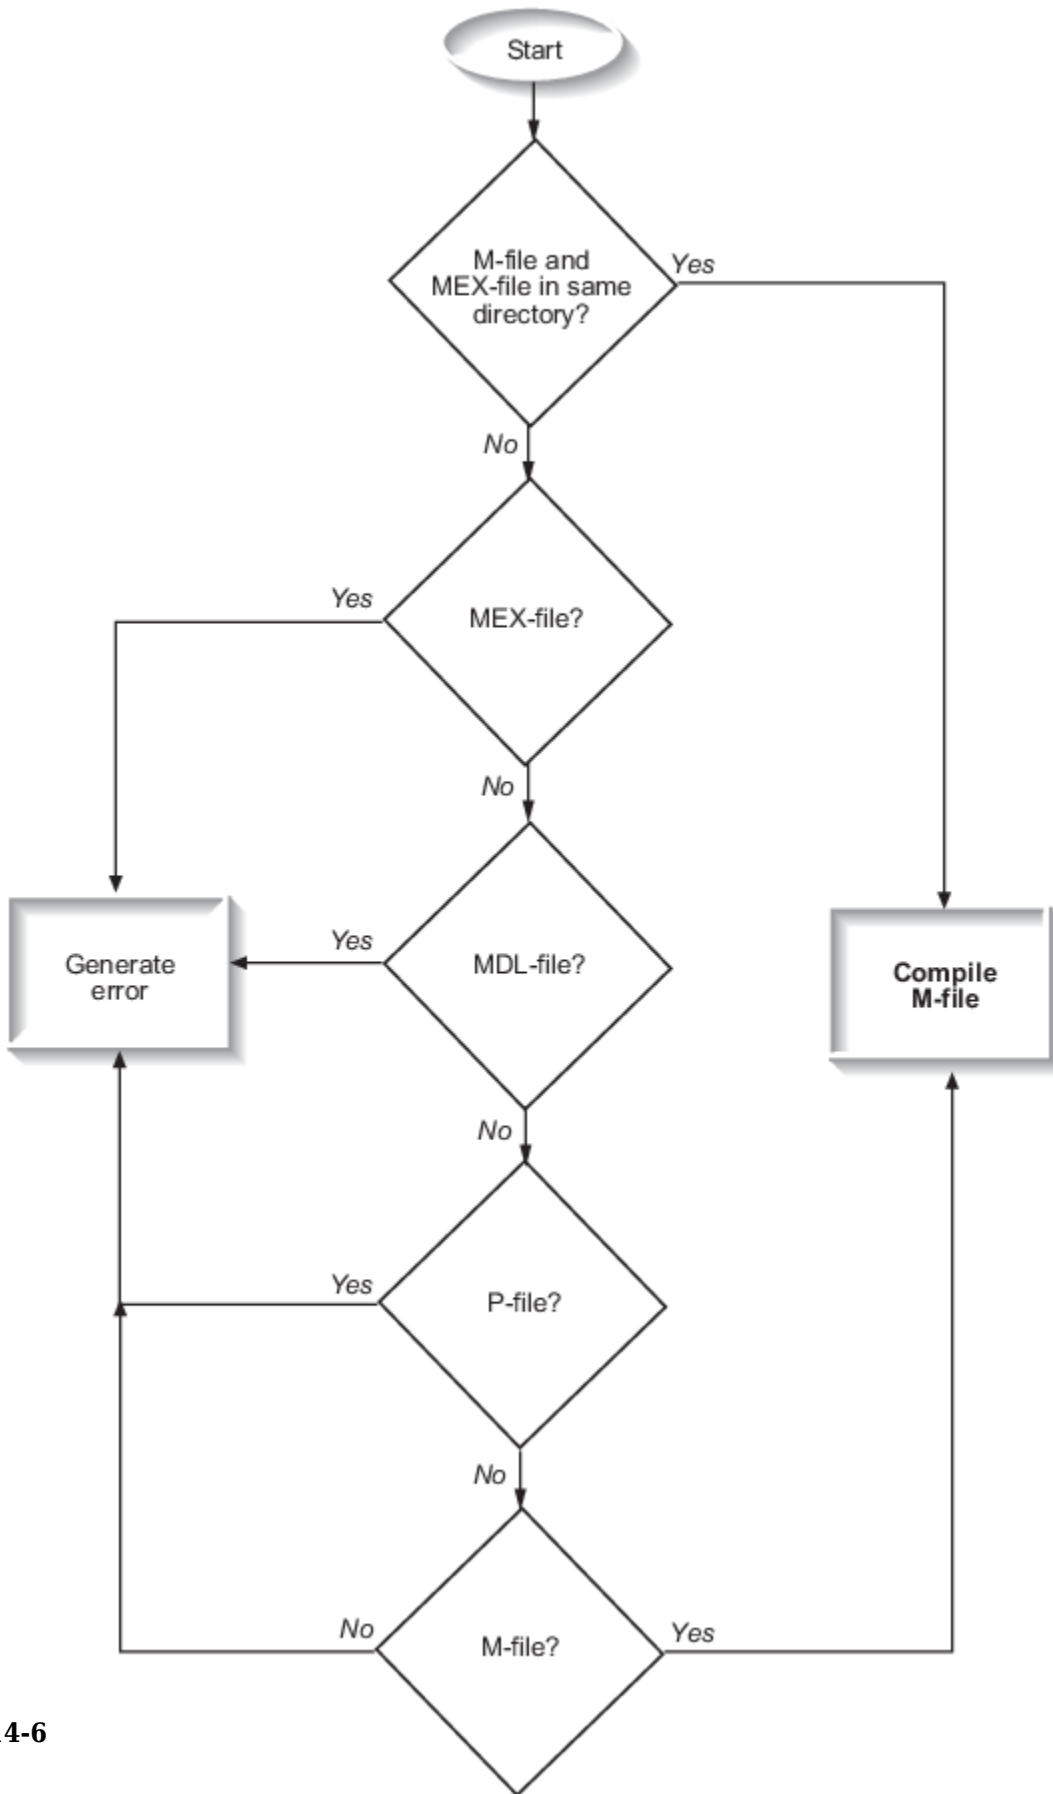 Start
M-file and
MEX-file in same
directory?
Yes
No
MEX-file?
Yes
No
MDL-file?
Yes
Generate
error
Compile
M-file
No
P-file?
Yes
No
M-file?
No
Yes
4-6